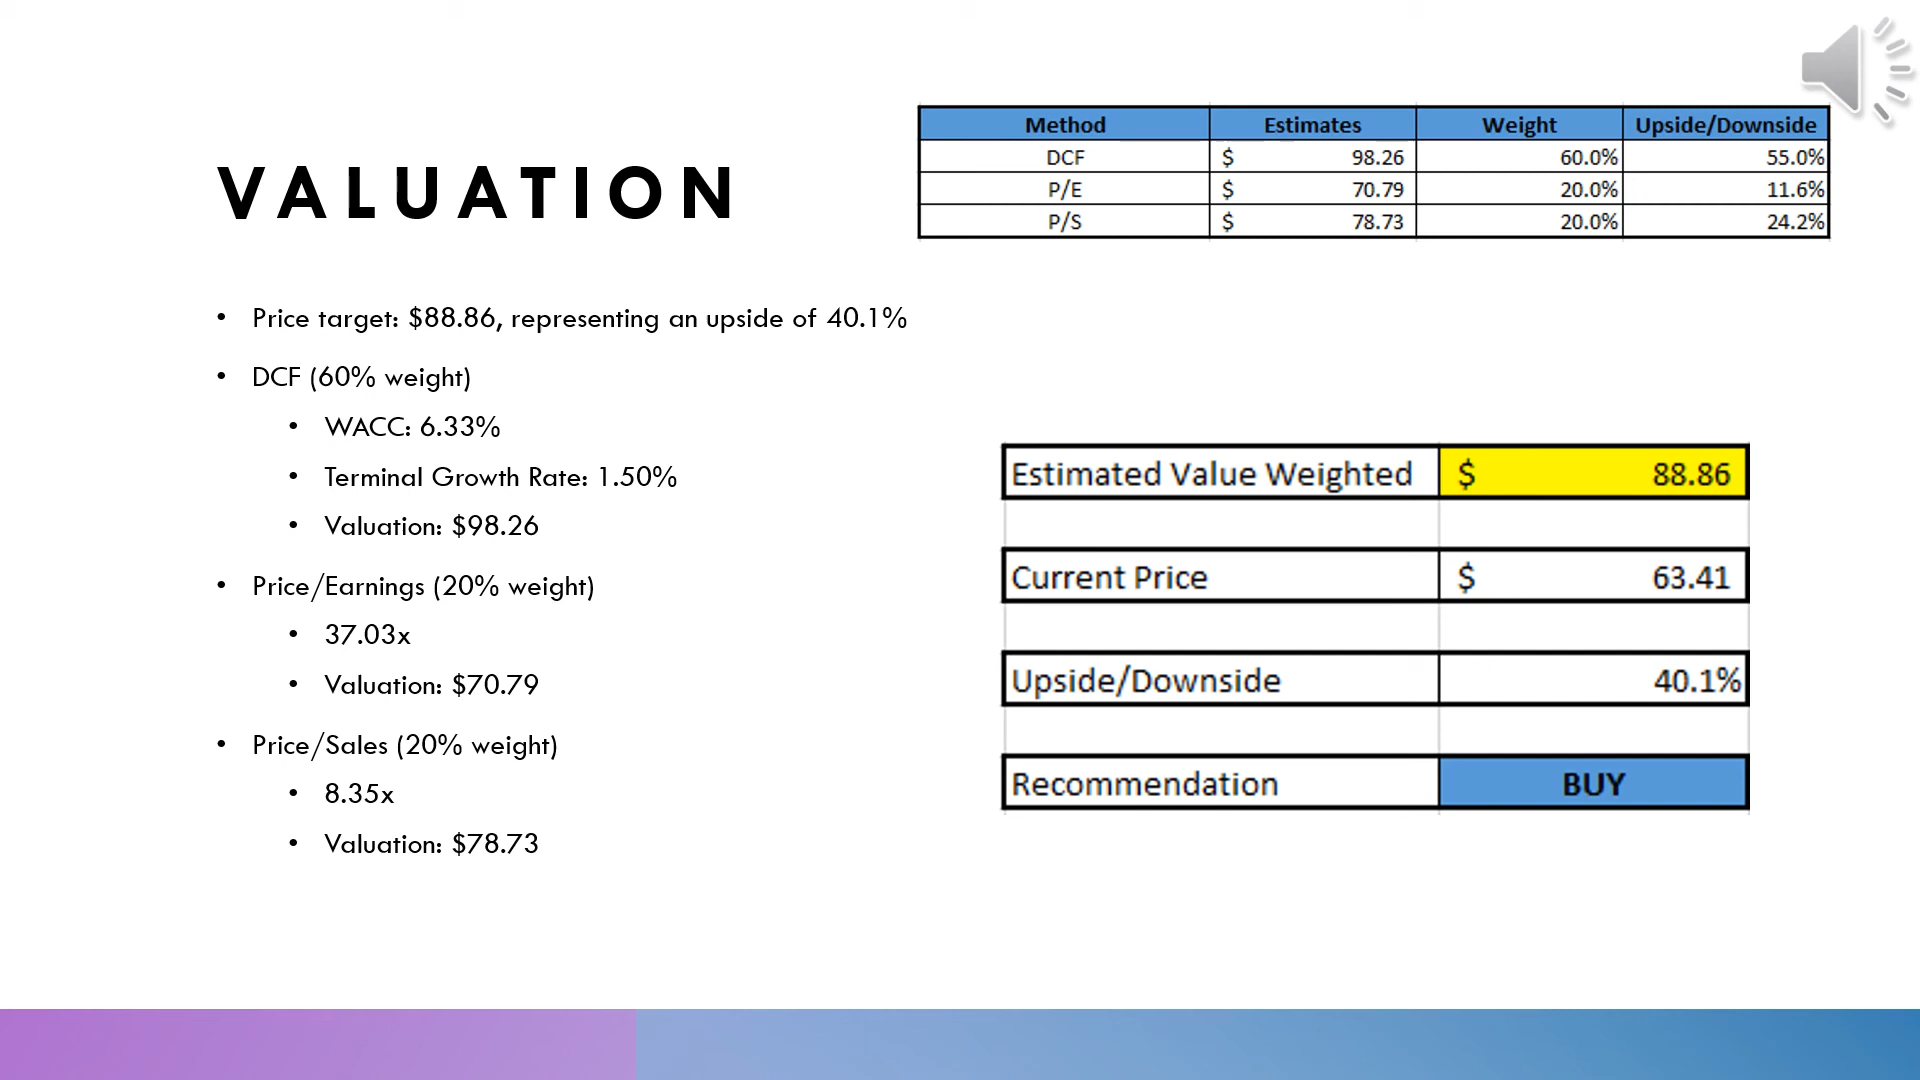 VALUATION
• Price target: $88.86, representing an upside of 40.1%
• DCF (60% weight)
• WACC: 6.33%
• Terminal Growth Rate: 1.50%
• Valuation: $98.26
• Price/Earnings (20% weight)
• 37.03x
• Valuation: $70.79
• Price/Sales (20% weight)
• 8.35x
• Valuation: $78.73
Method Estimates Weight Upside/Downside
DCF $ 98.26 60.0% 55.0%
P/E $ 70.79 20.0% 11.6%
P/S $ 78.73 20.0% 24.2%
Estimated Value Weighted $ 88.86
Current Price $ 63.41
Upside/Downside 40.1%
Recommendation BUY